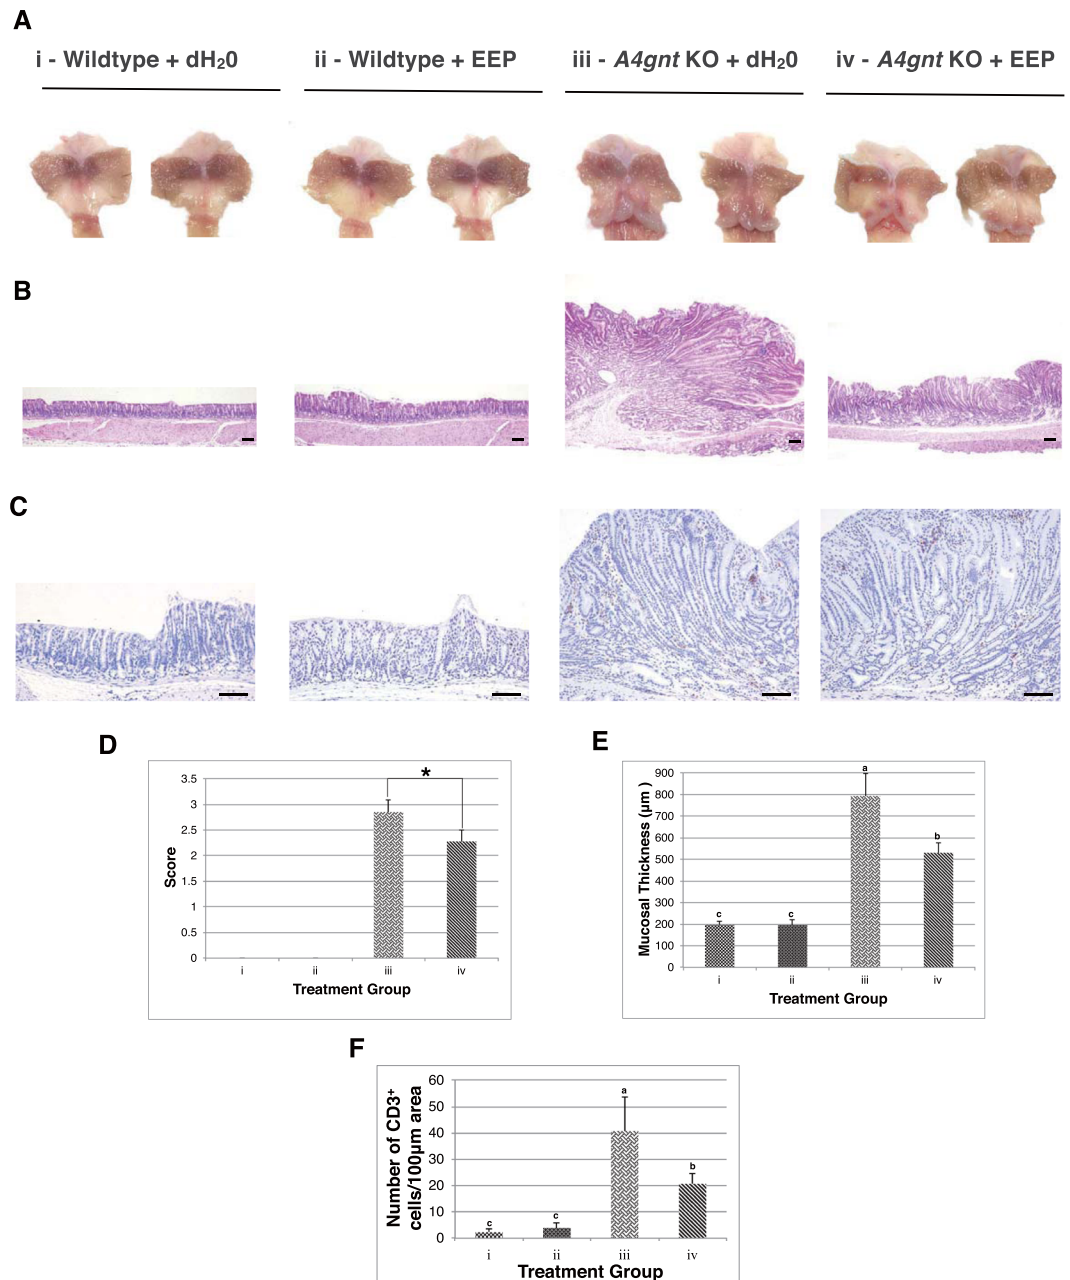 A
i - Wildtype + dH₂0
ii - Wildtype + EEP
iii - A4gnt KO + dH₂0
iv - A4gnt KO + EEP
B
C
D
*
3.5
3
2.5
2
1.5
1
0.5
0
Score
i
ii
iii
iv
Treatment Group
E
900
800
700
600
500
400
300
200
100
0
Mucosal Thickness (µm )
c
c
a
b
i
ii
iii
iv
Treatment Group
F
60
50
40
30
20
10
0
Number of CD3⁺
cells/100µm area
c
c
a
b
i
ii
iii
iv
Treatment Group